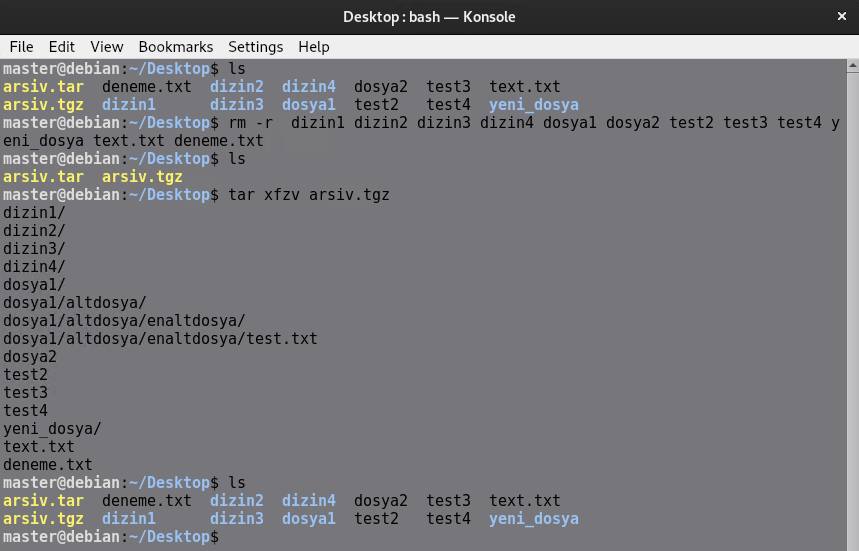 Desktop : bash — Konsole
File Edit View Bookmarks Settings Help
master@debian:~/Desktop$ ls
arsiv.tar  deneme.txt  dizin2  dizin4  dosya2  test3  text.txt
arsiv.tgz  dizin1      dizin3  dosya1  test2   test4  yeni_dosya
master@debian:~/Desktop$ rm -r  dizin1 dizin2 dizin3 dizin4 dosya1 dosya2 test2 test3 test4 y
eni_dosya text.txt deneme.txt
master@debian:~/Desktop$ ls
arsiv.tar  arsiv.tgz
master@debian:~/Desktop$ tar xfzv arsiv.tgz
dizin1/
dizin2/
dizin3/
dizin4/
dosya1/
dosya1/altdosya/
dosya1/altdosya/enaltdosya/
dosya1/altdosya/enaltdosya/test.txt
dosya2
test2
test3
test4
yeni_dosya/
text.txt
deneme.txt
master@debian:~/Desktop$ ls
arsiv.tar  deneme.txt  dizin2  dizin4  dosya2  test3  text.txt
arsiv.tgz  dizin1      dizin3  dosya1  test2   test4  yeni_dosya
master@debian:~/Desktop$